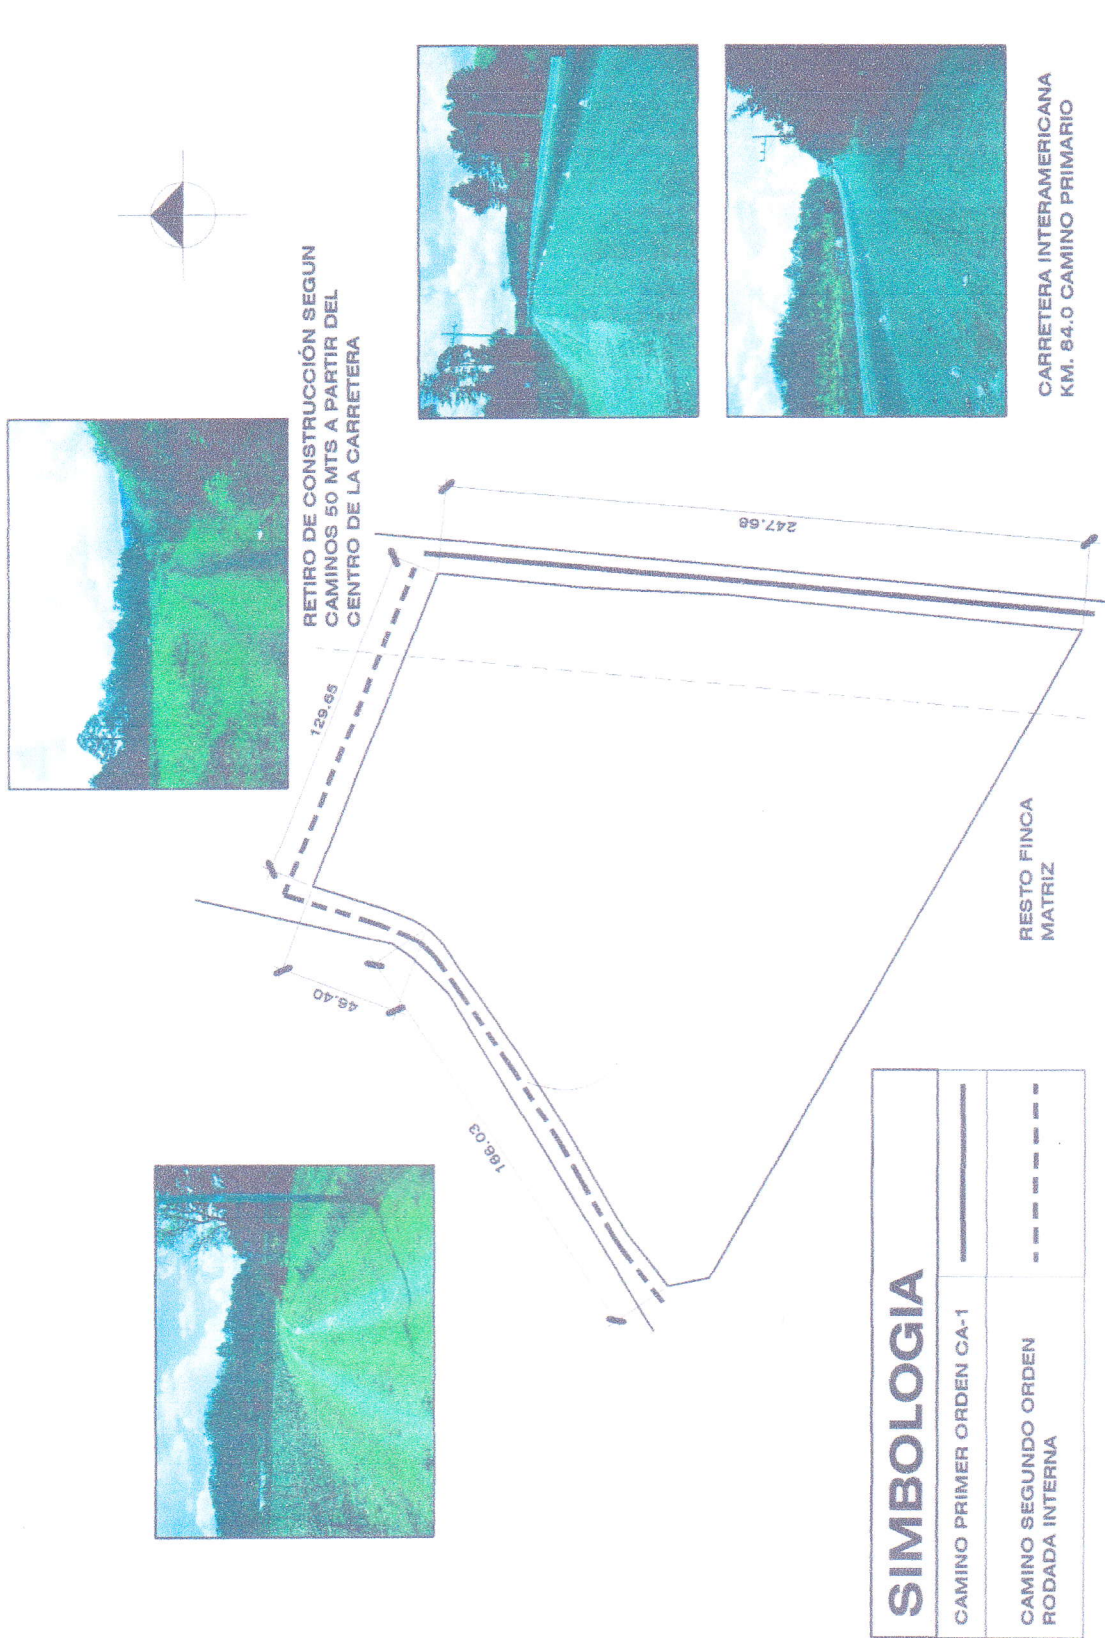 RETIRO DE CONSTRUCCIÓN SEGUN
CAMINOS 50 MTS A PARTIR DEL
CENTRO DE LA CARRETERA
129.65
46.40
166.03
247.68
CARRETERA INTERAMERICANA
KM. 84.0 CAMINO PRIMARIO
RESTO FINCA
MATRIZ
SIMBOLOGIA
CAMINO PRIMER ORDEN CA-1
CAMINO SEGUNDO ORDEN
RODADA INTERNA